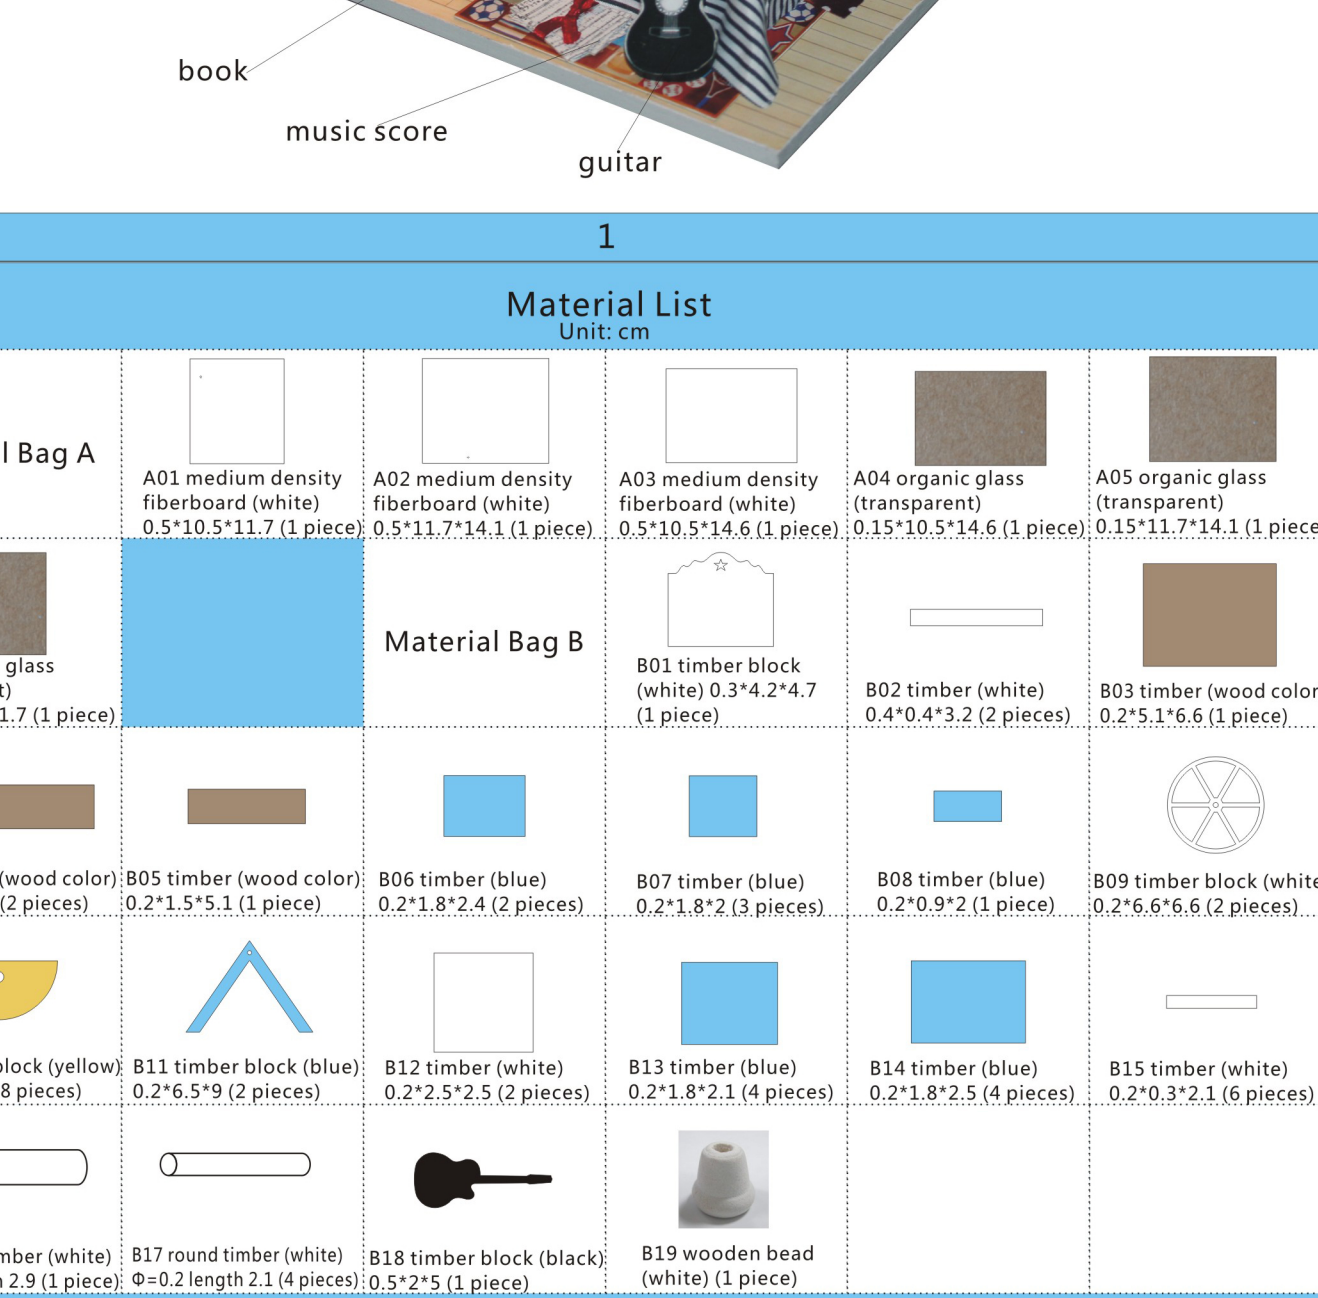 book
music score
guitar
1
Material List
Unit: cm
l Bag A
A01 medium density
fiberboard (white)
0.5*10.5*11.7 (1 piece)
A02 medium density
fiberboard (white)
0.5*11.7*14.1 (1 piece)
A03 medium density
fiberboard (white)
0.5*10.5*14.6 (1 piece)
A04 organic glass
(transparent)
0.15*10.5*14.6 (1 piece)
A05 organic glass
(transparent)
0.15*11.7*14.1 (1 piece
glass
t)
1.7 (1 piece)
Material Bag B
B01 timber block
(white) 0.3*4.2*4.7
(1 piece)
B02 timber (white)
0.4*0.4*3.2 (2 pieces)
B03 timber (wood color
0.2*5.1*6.6 (1 piece)
(wood color)
(2 pieces)
B05 timber (wood color)
0.2*1.5*5.1 (1 piece)
B06 timber (blue)
0.2*1.8*2.4 (2 pieces)
B07 timber (blue)
0.2*1.8*2 (3 pieces)
B08 timber (blue)
0.2*0.9*2 (1 piece)
B09 timber block (white
0.2*6.6*6.6 (2 pieces)
block (yellow)
8 pieces)
B11 timber block (blue)
0.2*6.5*9 (2 pieces)
B12 timber (white)
0.2*2.5*2.5 (2 pieces)
B13 timber (blue)
0.2*1.8*2.1 (4 pieces)
B14 timber (blue)
0.2*1.8*2.5 (4 pieces)
B15 timber (white)
0.2*0.3*2.1 (6 pieces)
mber (white)
h 2.9 (1 piece)
B17 round timber (white)
Φ=0.2 length 2.1 (4 pieces)
B18 timber block (black)
0.5*2*5 (1 piece)
B19 wooden bead
(white) (1 piece)